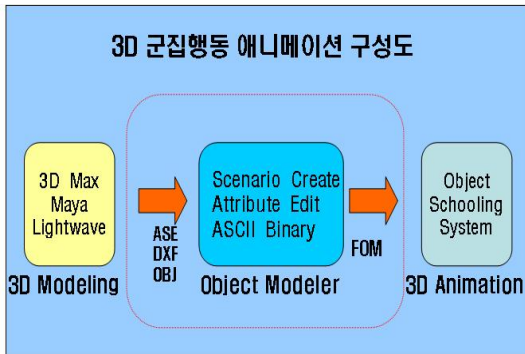 3D 군집행동 애니메이션 구성도
3D Max
Maya
Lightwave
3D Modeling
ASE
DXF
OBJ
Scenario Create
Attribute Edit
ASCII Binary
Object Modeler
FOM
Object
Schooling
System
3D Animation